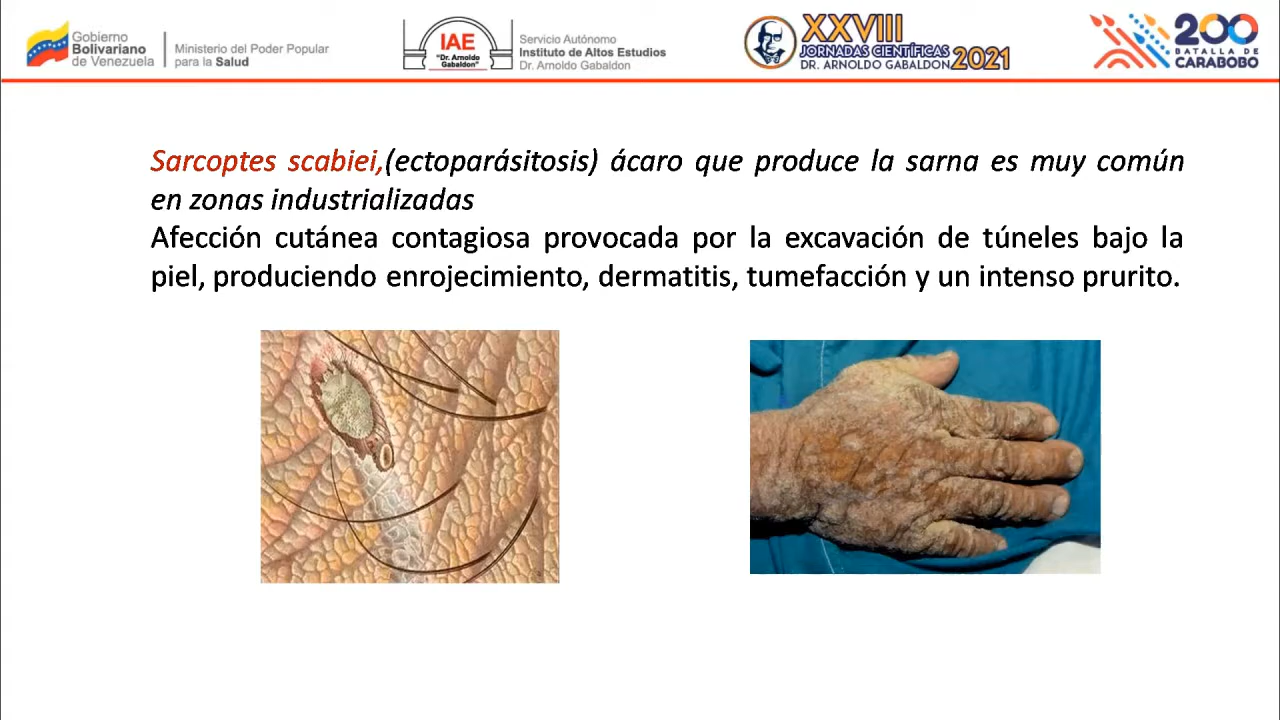 Gobierno
Bolivariano
de Venezuela
Ministerio del Poder Popular
para la Salud
IAE
"Dr. Arnoldo
Gabaldon"
Servicio Autónomo
Instituto de Altos Estudios
Dr. Arnoldo Gabaldon
XXVIII
JORNADAS CIENTÍFICAS
DR. ARNOLDO GABALDON 2021
200
BATALLA DE
CARABOBO
Sarcoptes scabiei,(ectoparásitosis) ácaro que produce la sarna es muy común
en zonas industrializadas
Afección cutánea contagiosa provocada por la excavación de túneles bajo la
piel, produciendo enrojecimiento, dermatitis, tumefacción y un intenso prurito.